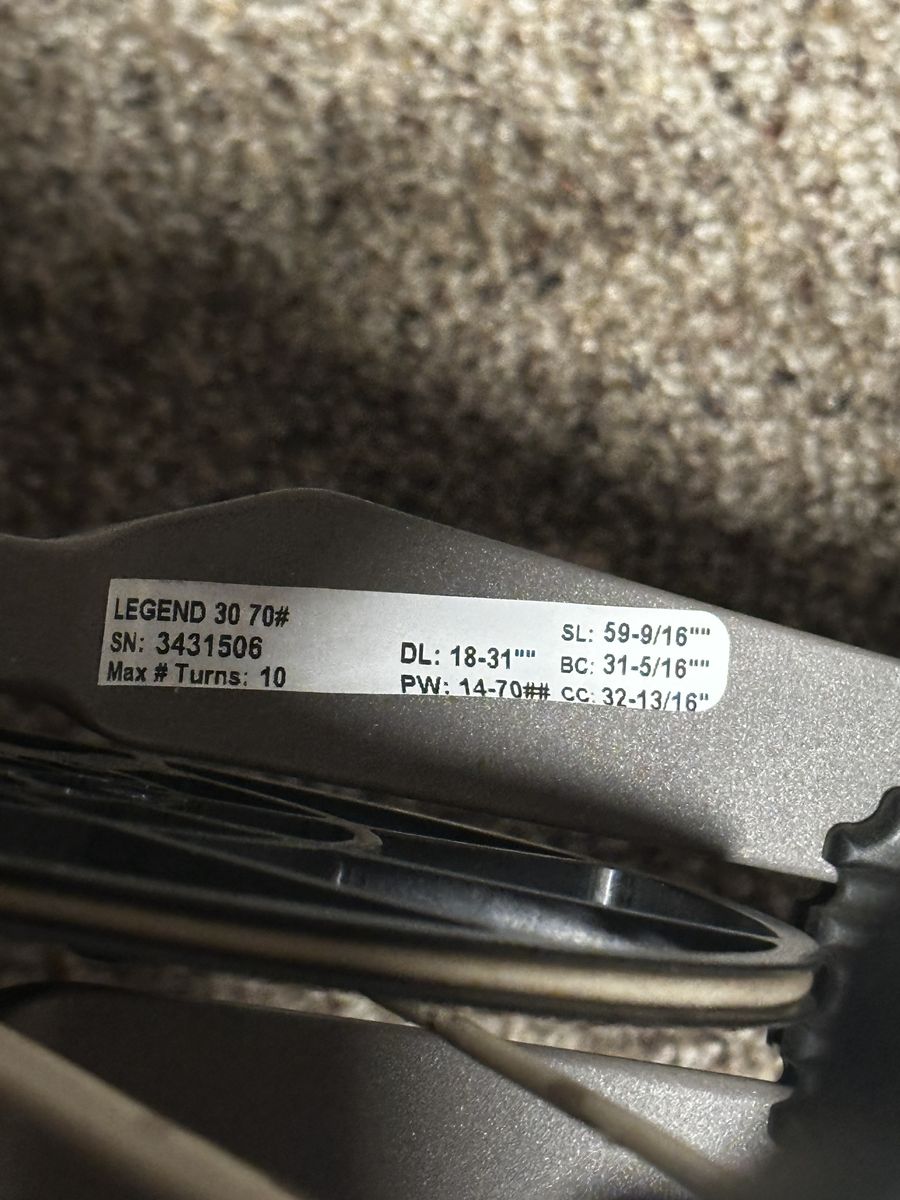 LEGEND 30 70#
SN: 3431506
Max # Turns: 10
DL: 18-31""
PW: 14-70##
SL: 59-9/16""
BC: 31-5/16""
CC: 32-13/16"